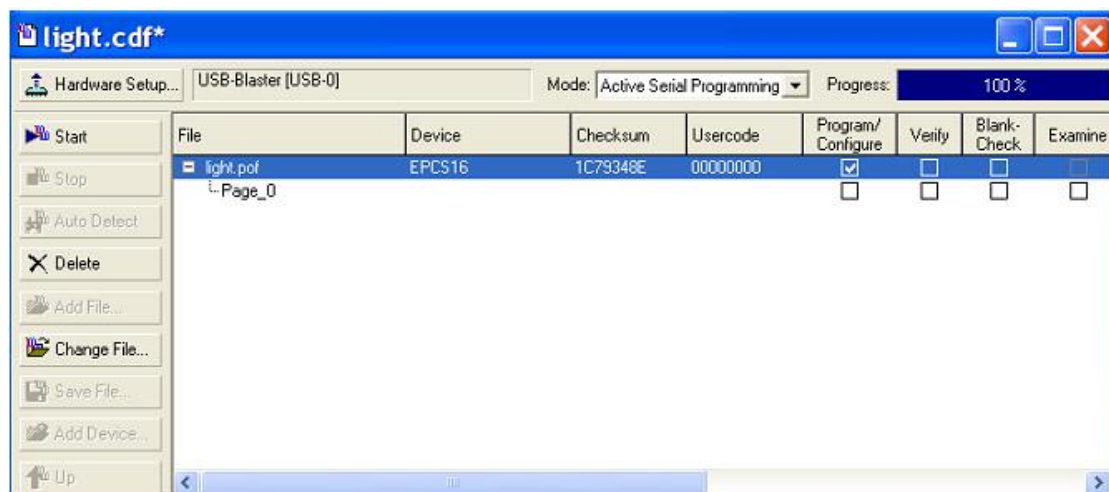 light.cdf*
Hardware Setup... USB-Blaster [USB-0] Mode: Active Serial Programming Progress: 100 %
Start
Stop
Auto Detect
Delete
Add File...
Change File...
Save File...
Add Device...
Up
File Device Checksum Usercode Program/ Configure Verify Blank- Check Examine
light.pof EPCS16 1C79348E 00000000
Page_0